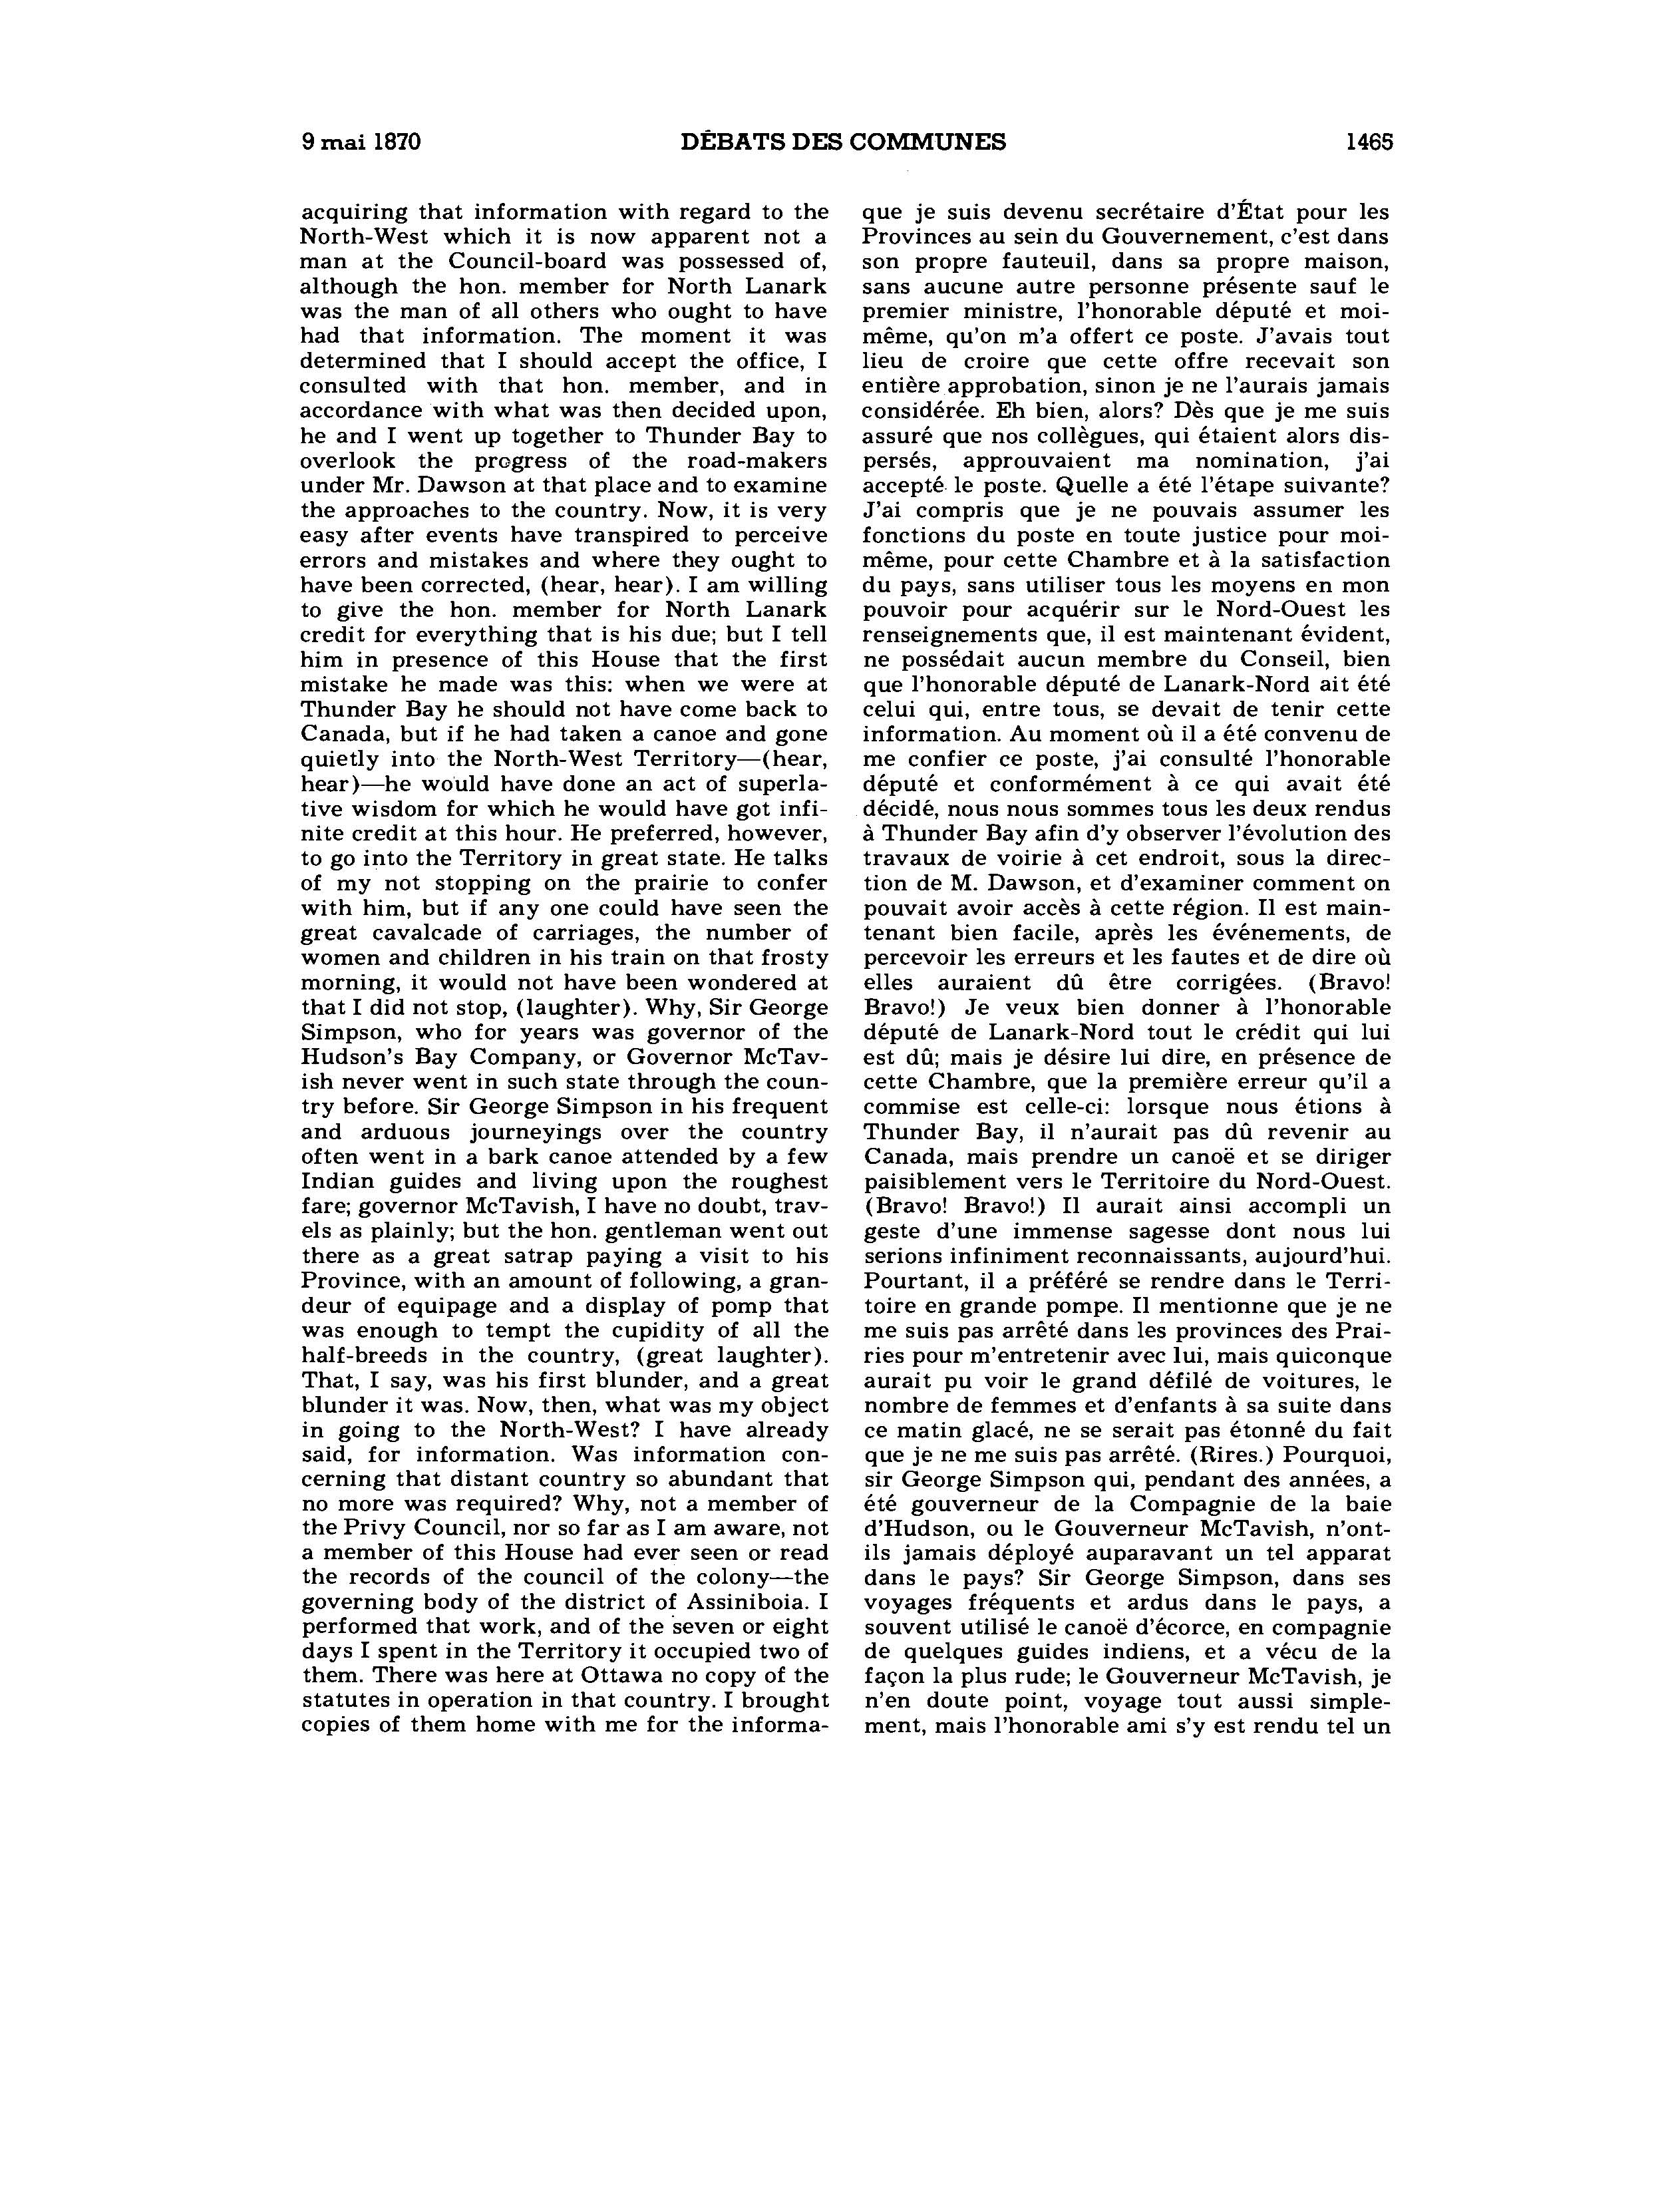 9 mai 1870 DÉBATS DES COMMUNES 1465
acquiring that information with regard to the
North-West which it is now apparent not a
man at the Council-board was possessed of,
although the hon. member for North Lanark
was the man of all others who ought to have
had that information. The moment it was
determined that I should accept the office, I
consulted with that hon. member, and in
accordance with what was then decided upon,
he and I went up together to Thunder Bay to
overlook the progress of the road-makers
under Mr. Dawson at that place and to examine
the approaches to the country. Now, it is very
easy after events have transpired to perceive
errors and mistakes and where they ought to
have been corrected, (hear, hear). I am willing
to give the hon. member for North Lanark
credit for everything that is his due; but I tell
him in presence of this House that the first
mistake he made was this: when we were at
Thunder Bay he should not have come back to
Canada, but if he had taken a canoe and gone
quietly into the North-West Territory—(hear,
hear)—he would have done an act of superla-
tive wisdom for which he would have got infi-
nite credit at this hour. He preferred, however,
to go into the Territory in great state. He talks
of my not stopping on the prairie to confer
with him, but if any one could have seen the
great cavalcade of carriages, the number of
women and children in his train on that frosty
morning, it would not have been wondered at
that I did not stop, (laughter). Why, Sir George
Simpson, who for years was governor of the
Hudson's Bay Company, or Governor McTav-
ish never went in such state through the coun-
try before. Sir George Simpson in his frequent
and arduous journeyings over the country
often went in a bark canoe attended by a few
Indian guides and living upon the roughest
fare; governor McTavish, I have no doubt, trav-
els as plainly; but the hon. gentleman went out
there as a great satrap paying a visit to his
Province, with an amount of following, a gran-
deur of equipage and a display of pomp that
was enough to tempt the cupidity of all the
half-breeds in the country, (great laughter).
That, I say, was his first blunder, and a great
blunder it was. Now, then, what was my object
in going to the North-West? I have already
said, for information. Was information con-
cerning that distant country so abundant that
no more was required? Why, not a member of
the Privy Council, nor so far as I am aware, not
a member of this House had ever seen or read
the records of the council of the colony—the
governing body of the district of Assiniboia. I
performed that work, and of the seven or eight
days I spent in the Territory it occupied two of
them. There was here at Ottawa no copy of the
statutes in operation in that country. I brought
copies of them home with me for the informa-
que je suis devenu secrétaire d'État pour les
Provinces au sein du Gouvernement, c'est dans
son propre fauteuil, dans sa propre maison,
sans aucune autre personne présente sauf le
premier ministre, l'honorable député et moi-
même, qu'on m'a offert ce poste. J'avais tout
lieu de croire que cette offre recevait son
entière approbation, sinon je ne l'aurais jamais
considérée. Eh bien, alors? Dès que je me suis
assuré que nos collègues, qui étaient alors dis-
persés, approuvaient ma nomination, j'ai
accepté le poste. Quelle a été l'étape suivante?
J'ai compris que je ne pouvais assumer les
fonctions du poste en toute justice pour moi-
même, pour cette Chambre et à la satisfaction
du pays, sans utiliser tous les moyens en mon
pouvoir pour acquérir sur le Nord-Ouest les
renseignements que, il est maintenant évident,
ne possédait aucun membre du Conseil, bien
que l'honorable député de Lanark-Nord ait été
celui qui, entre tous, se devait de tenir cette
information. Au moment où il a été convenu de
me confier ce poste, j'ai consulté l'honorable
député et conformément à ce qui avait été
décidé, nous nous sommes tous les deux rendus
à Thunder Bay afin d'y observer l'évolution des
travaux de voirie à cet endroit, sous la direc-
tion de M. Dawson, et d'examiner comment on
pouvait avoir accès à cette région. Il est main-
tenant bien facile, après les événements, de
percevoir les erreurs et les fautes et de dire où
elles auraient dû être corrigées. (Bravo!
Bravo!) Je veux bien donner à l'honorable
député de Lanark-Nord tout le crédit qui lui
est dû; mais je désire lui dire, en présence de
cette Chambre, que la première erreur qu'il a
commise est celle-ci: lorsque nous étions à
Thunder Bay, il n'aurait pas dû revenir au
Canada, mais prendre un canoë et se diriger
paisiblement vers le Territoire du Nord-Ouest.
(Bravo! Bravo!) Il aurait ainsi accompli un
geste d'une immense sagesse dont nous lui
serions infiniment reconnaissants, aujourd'hui.
Pourtant, il a préféré se rendre dans le Terri-
toire en grande pompe. Il mentionne que je ne
me suis pas arrêté dans les provinces des Prai-
ries pour m'entretenir avec lui, mais quiconque
aurait pu voir le grand défilé de voitures, le
nombre de femmes et d'enfants à sa suite dans
ce matin glacé, ne se serait pas étonné du fait
que je ne me suis pas arrêté. (Rires.) Pourquoi,
sir George Simpson qui, pendant des années, a
été gouverneur de la Compagnie de la baie
d'Hudson, ou le Gouverneur McTavish, n'ont-
ils jamais déployé auparavant un tel apparat
dans le pays? Sir George Simpson, dans ses
voyages fréquents et ardus dans le pays, a
souvent utilisé le canoë d'écorce, en compagnie
de quelques guides indiens, et a vécu de la
façon la plus rude; le Gouverneur McTavish, je
n'en doute point, voyage tout aussi simple-
ment, mais l'honorable ami s'y est rendu tel un